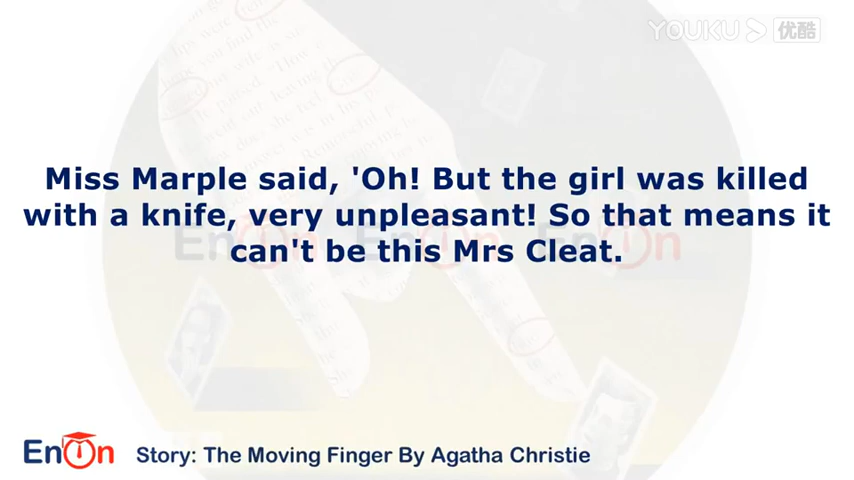 YOUKU 优酷
Miss Marple said, 'Oh! But the girl was killed
with a knife, very unpleasant! So that means it
can't be this Mrs Cleat.
EnOn Story: The Moving Finger By Agatha Christie